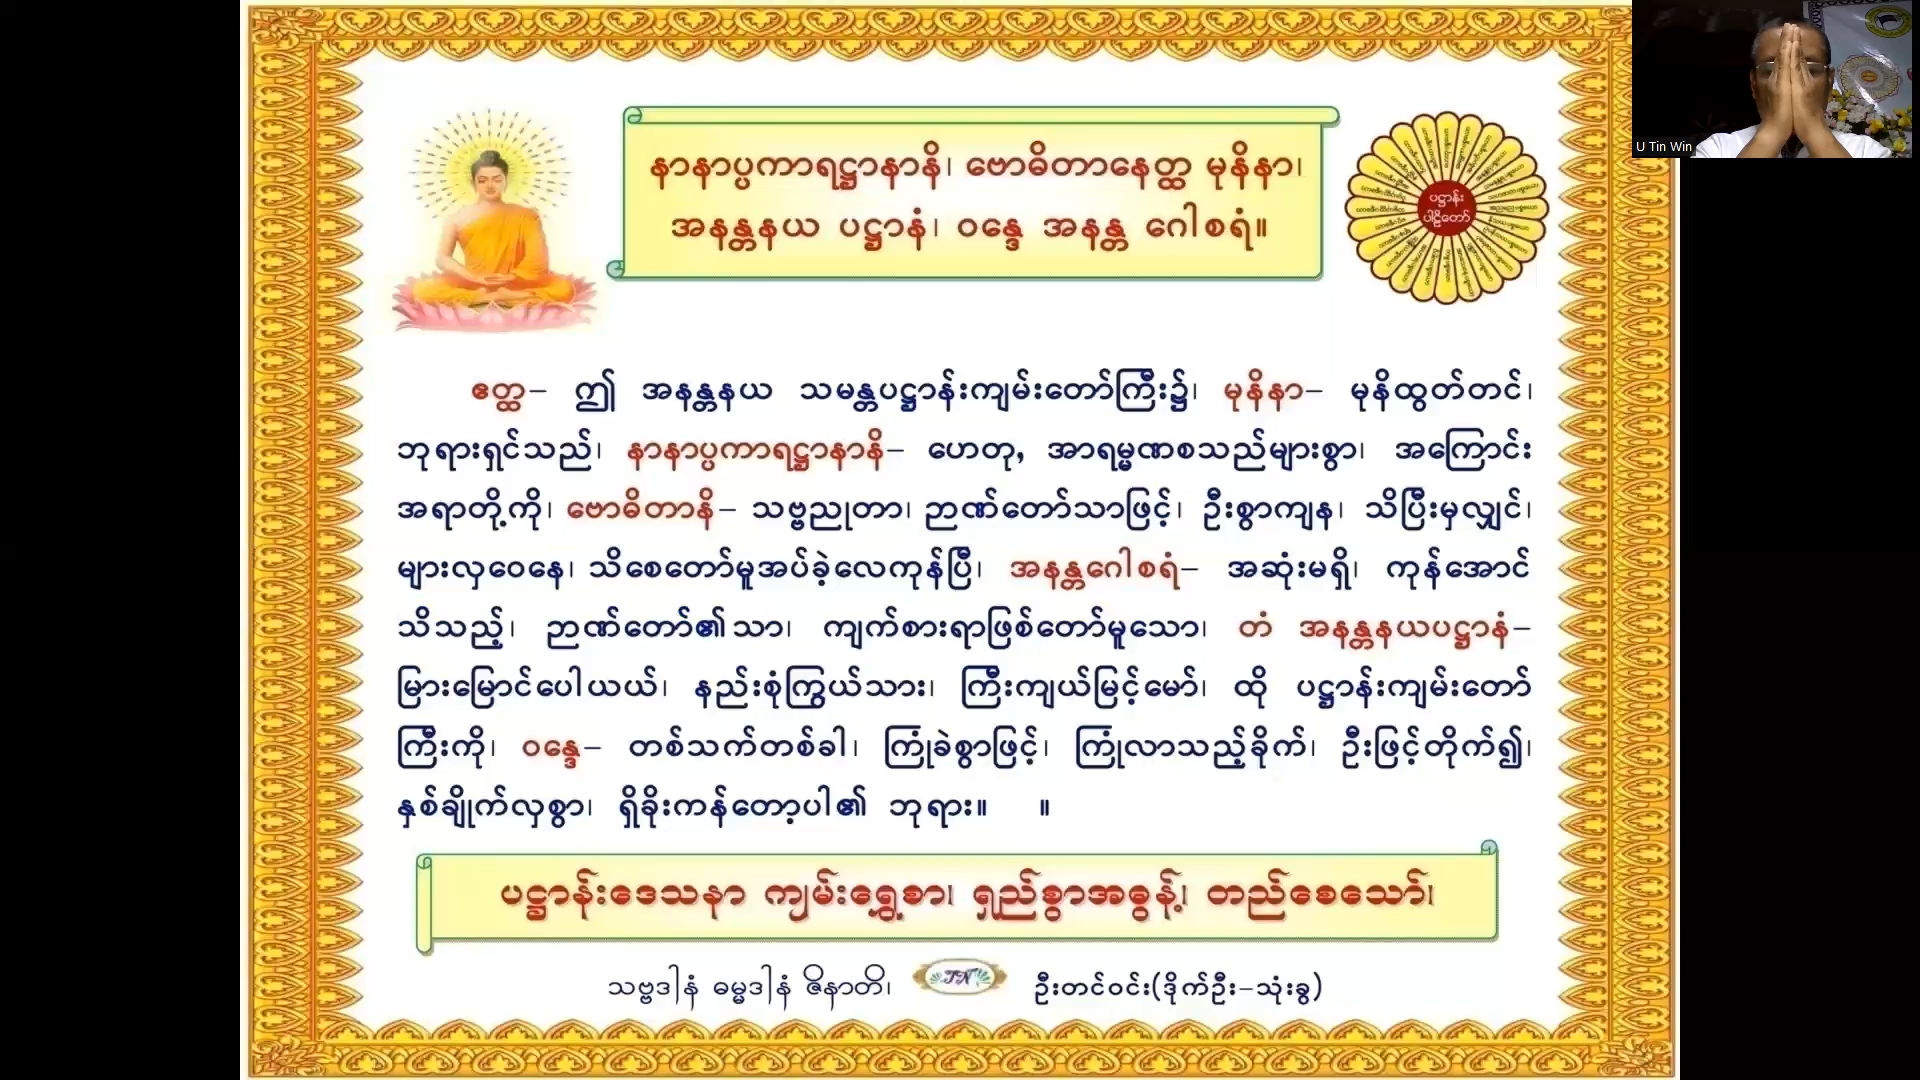 နာနာပ္ပကာရဋ္ဌာနာနိ၊ ဗောဓိတာနေတ္ထ မုနိနာ၊
အနန္တနယ ပဋ္ဌာနံ၊ ဝန္ဒေ အနန္တ ဂေါစရံ။
ပဋ္ဌာန်း
ပါဠိတော်
U Tin Win
ဧတ္ထ– ဤ အနန္တနယ သမန္တပဋ္ဌာန်းကျမ်းတော်ကြီး၌၊ မုနိနာ– မုနိထွတ်တင်၊
ဘုရားရှင်သည်၊ နာနာပ္ပကာရဋ္ဌာနာနိ– ဟေတု, အာရမ္မဏစသည်များစွာ၊ အကြောင်း
အရာတို့ကို၊ ဗောဓိတာနိ– သဗ္ဗညုတာ၊ ဉာဏ်တော်သာဖြင့်၊ ဦးစွာကျန၊ သိပြီးမှလျှင်၊
များလှဝေနေ၊ သိစေတော်မူအပ်ခဲ့လေကုန်ပြီ၊ အနန္တဂေါစရံ– အဆုံးမရှိ၊ ကုန်အောင်
သိသည့်၊ ဉာဏ်တော်၏သာ၊ ကျက်စားရာဖြစ်တော်မူသော၊ တံ အနန္တနယပဋ္ဌာနံ–
မြားမြောင်ပေါယယ်၊ နည်းစုံကြွယ်သား၊ ကြီးကျယ်မြင့်မော်၊ ထို ပဋ္ဌာန်းကျမ်းတော်
ကြီးကို၊ ဝန္ဒေ– တစ်သက်တစ်ခါ၊ ကြုံခဲစွာဖြင့်၊ ကြုံလာသည့်ခိုက်၊ ဦးဖြင့်တိုက်၍၊
နှစ်ချိုက်လှစွာ၊ ရှိခိုးကန်တော့ပါ၏ ဘုရား။ ။
ပဋ္ဌာန်းဒေသနာ ကျမ်းရွှေစာ၊ ရှည်စွာအဓွန့်၊ တည်စေသော်၊
သဗ္ဗဒါနံ ဓမ္မဒါနံ ဇိနာတိ၊ TN ဦးတင်ဝင်း(ဒိုက်ဦး–သုံးခွ)